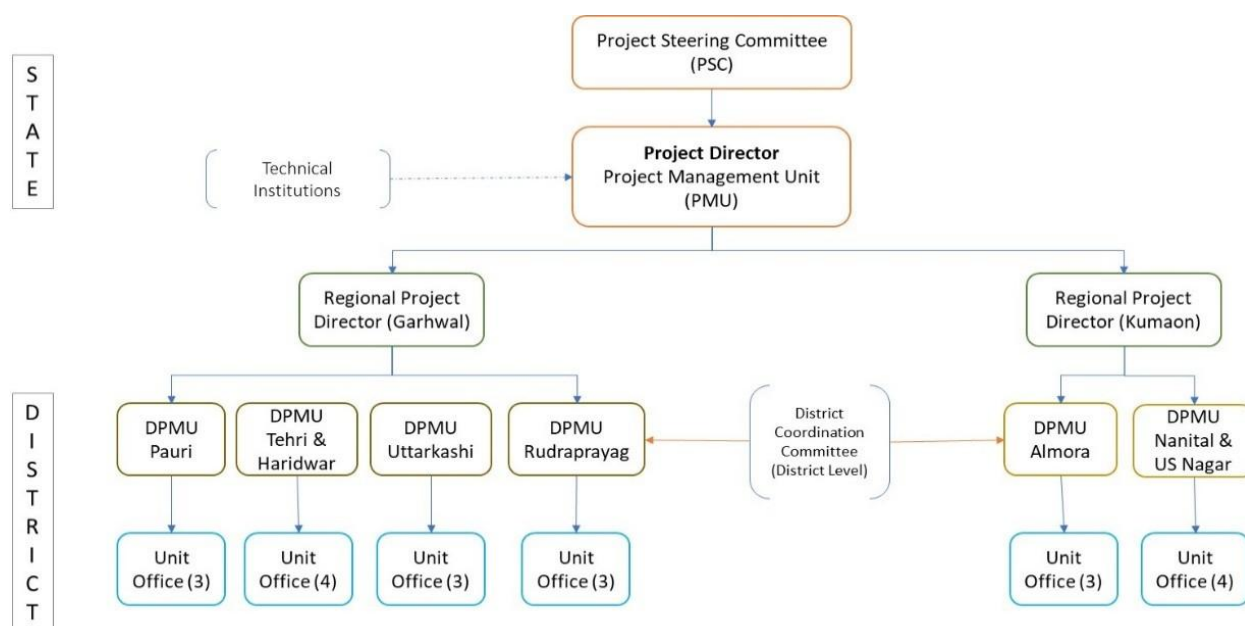 STATE
Project Steering Committee
(PSC)
Project Director
Project Management Unit
(PMU)
Technical
Institutions
Regional Project
Director (Garhwal)
Regional Project
Director (Kumaon)
DISTRICT
DPMU
Pauri
DPMU
Tehri &
Haridwar
DPMU
Uttarkashi
DPMU
Rudraprayag
District
Coordination
Committee
(District Level)
DPMU
Almora
DPMU
Nanital &
US Nagar
Unit
Office (3)
Unit
Office (4)
Unit
Office (3)
Unit
Office (3)
Unit
Office (3)
Unit
Office (4)